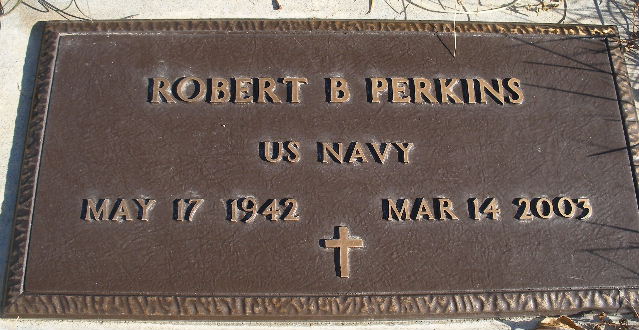 ROBERT B PERKINS
US NAVY
MAY 17 1942 MAR 14 2003